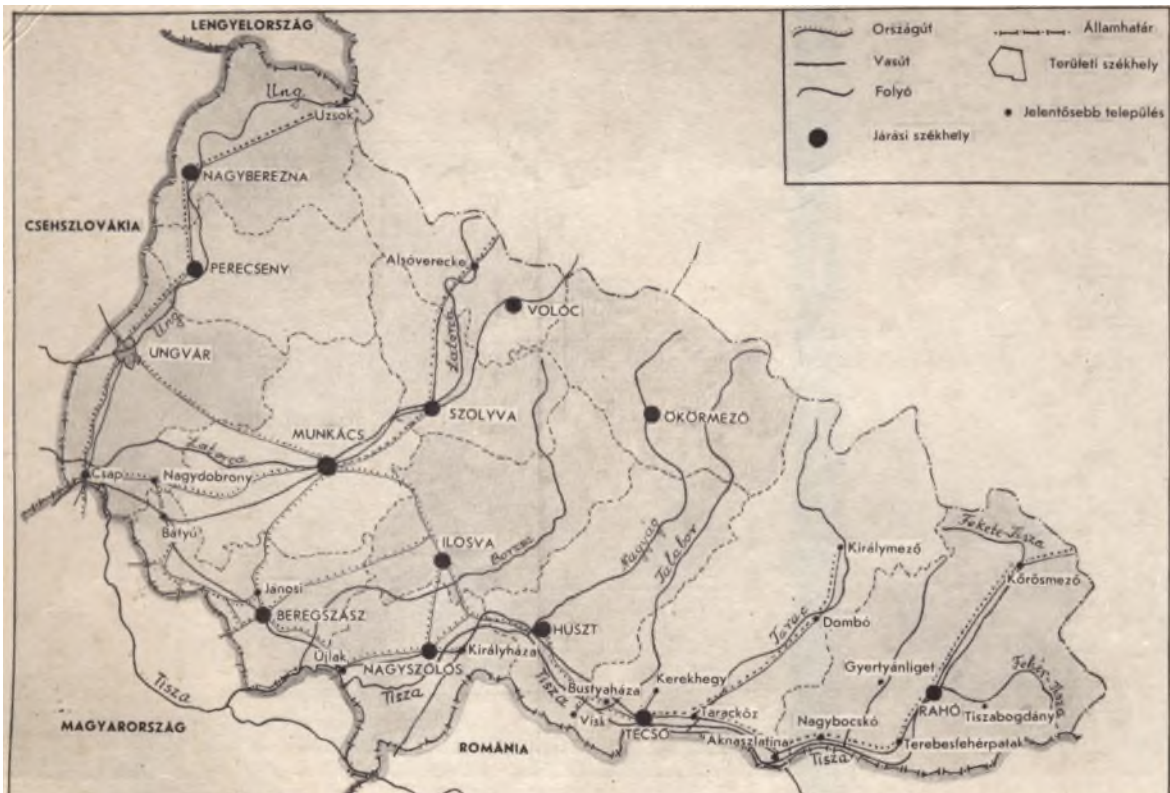 LENGYELORSZÁG
Országút
Államhatár
Vasút
Területi székhely
Folyó
Jelentősebb település
Járási székhely
Ung
Uzsok
NAGYBEREZNA
CSEHSZLOVÁKIA
PERECSENY
Alsóverecke
VOLÓC
Ung
UNGVÁR
Latorca
SZOLYVA
ÖKÖRMEZŐ
MUNKÁCS
Latorca
Csap
Nagydobrony
Bátyú
ILOSVA
Borzsa
Nagyág
Talabor
Királymező
Fekete-Tisza
Kőrösmező
Jánosi
BEREGSZÁSZ
HUSZT
Tarac
Dombó
Újlak
NAGYSZŐLŐS
Királyháza
Gyertyánliget
Fehér-Tisza
Tisza
Tisza
Tisza
Bustyaháza
Kerekhegy
RAHÓ
Tiszabogdány
Visk
TÉCSŐ
Taracköz
Nagybocskó
MAGYARORSZÁG
ROMÁNIA
Aknaszlatina
Tisza
Terebesfehérpatak